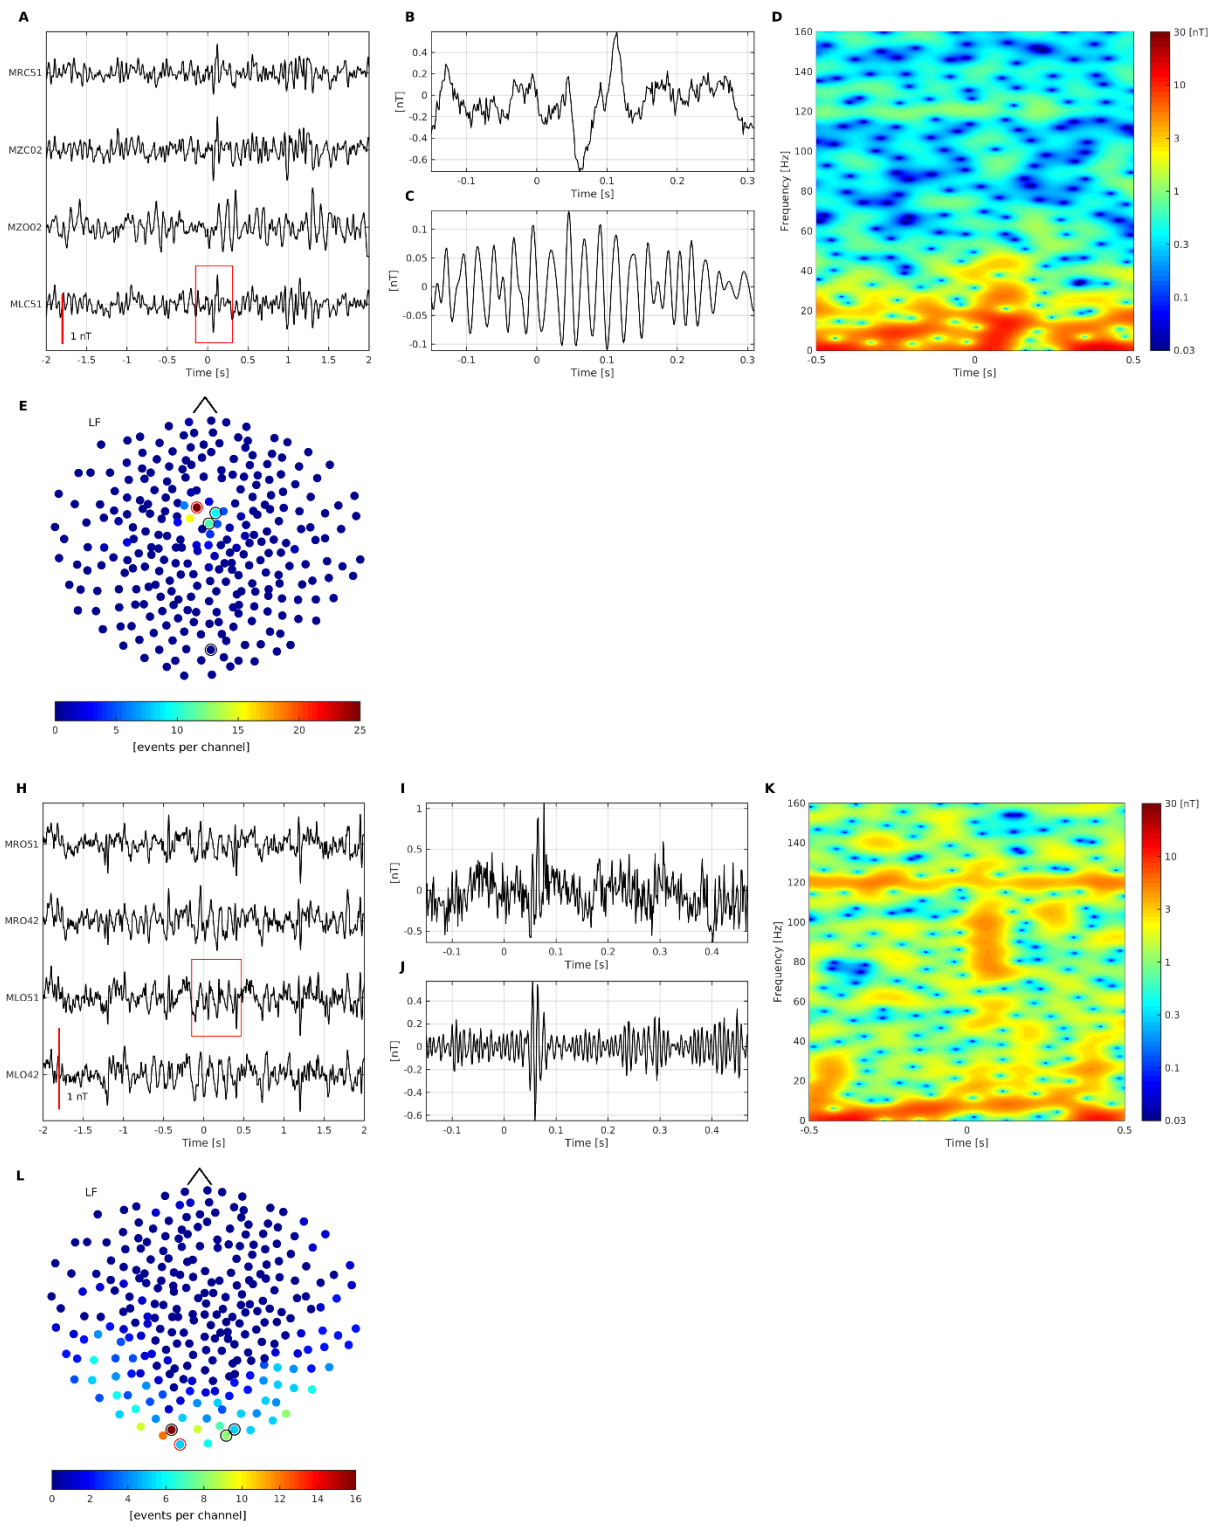 A
MRC51
MZC02
MZO02
MLC51
1 nT
-2 -1.5 -1 -0.5 0 0.5 1 1.5 2
Time [s]
B
0.4
0.2
0
-0.2
-0.4
-0.6
[nT]
-0.1 0 0.1 0.2 0.3
Time [s]
C
0.1
0.05
0
-0.05
-0.1
[nT]
-0.1 0 0.1 0.2 0.3
Time [s]
D
160
140
120
100
80
60
40
20
0
Frequency [Hz]
-0.5 0 0.5
Time [s]
30 [nT]
10
3
1
0.3
0.1
0.03
E
LF
0 5 10 15 20 25
[events per channel]
H
MRO51
MRO42
MLO51
MLO42
1 nT
-2 -1.5 -1 -0.5 0 0.5 1 1.5 2
Time [s]
I
1
0.5
0
-0.5
[nT]
-0.1 0 0.1 0.2 0.3 0.4
Time [s]
J
0.4
0.2
0
-0.2
-0.4
-0.6
[nT]
-0.1 0 0.1 0.2 0.3 0.4
Time [s]
K
160
140
120
100
80
60
40
20
0
Frequency [Hz]
-0.5 0 0.5
Time [s]
30 [nT]
10
3
1
0.3
0.1
0.03
L
LF
0 2 4 6 8 10 12 14 16
[events per channel]